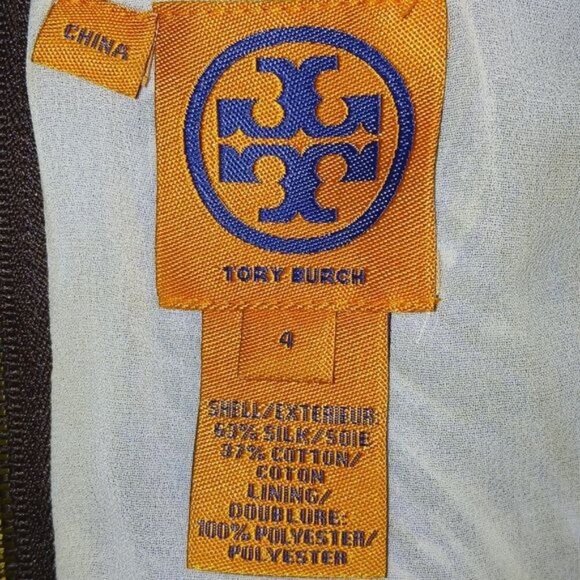 CHINA
TORY BURCH
4
SHELL/EXTERIEUR:
63% SILK/SOIE
37% COTTON/
COTON
LINING/
DOUBLURE:
100% POLYESTER/
POLYESTER